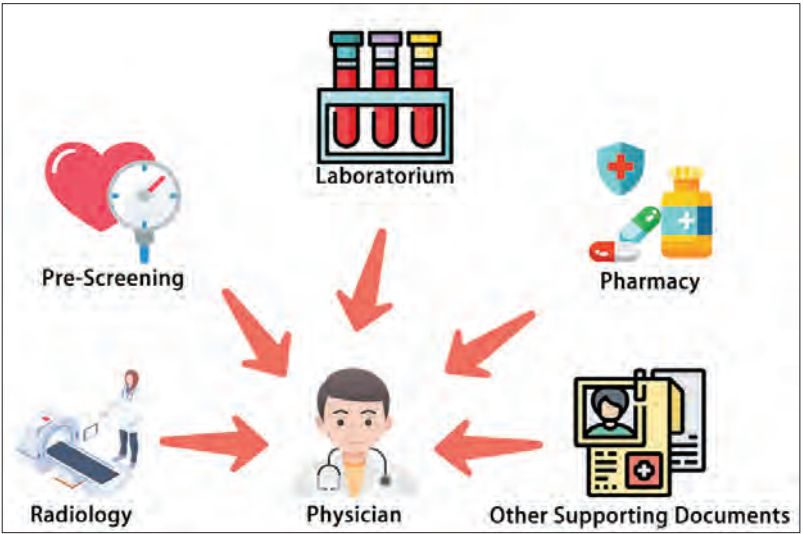 Laboratorium
Pre-Screening
Pharmacy
Radiology
Physician
Other Supporting Documents